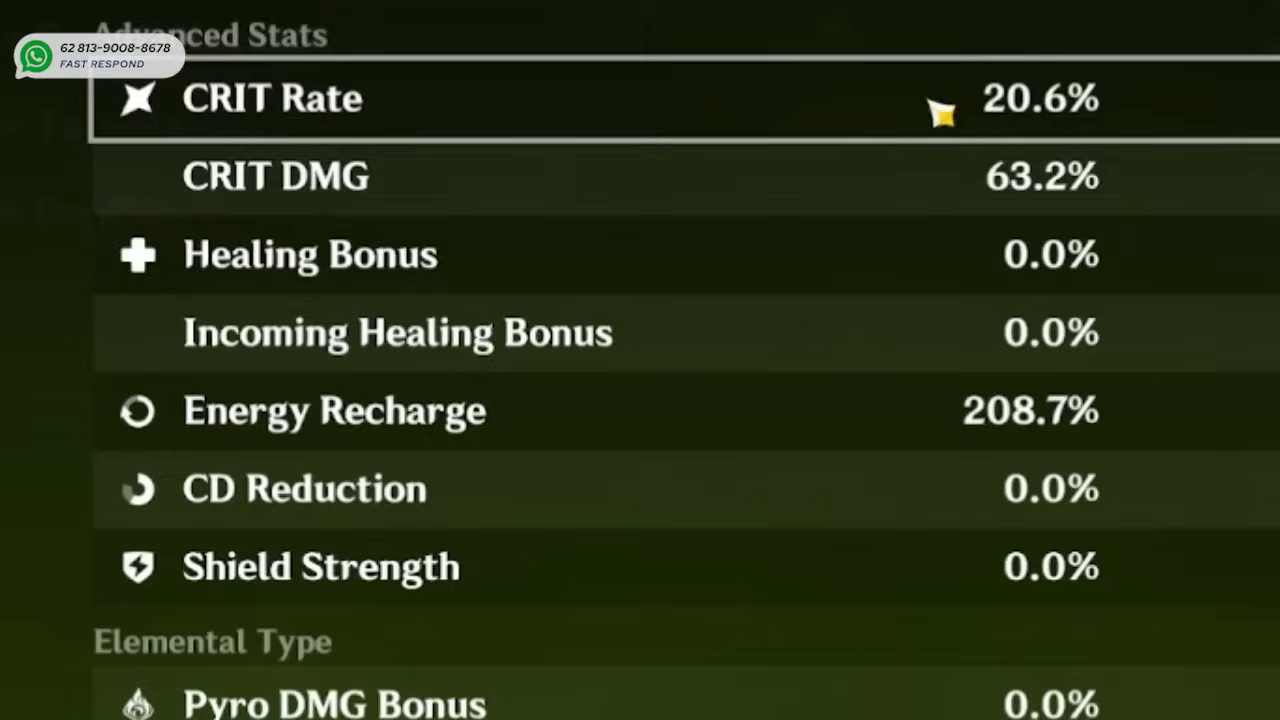 Advanced Stats
62 813-9008-8678
FAST RESPOND
CRIT Rate 20.6%
CRIT DMG 63.2%
Healing Bonus 0.0%
Incoming Healing Bonus 0.0%
Energy Recharge 208.7%
CD Reduction 0.0%
Shield Strength 0.0%
Elemental Type
Pyro DMG Bonus 0.0%